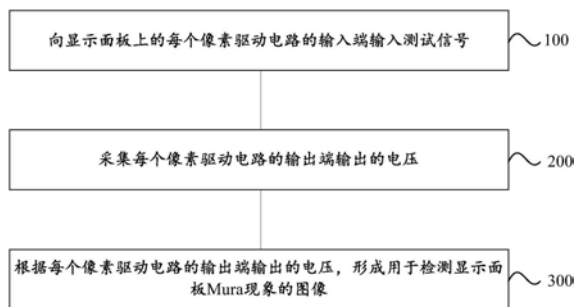 向显示面板上的每个像素驱动电路的输入端输入测试信号
100
采集每个像素驱动电路的输出端输出的电压
200
根据每个像素驱动电路的输出端输出的电压，形成用于检测显示面
板Mura现象的图像
300